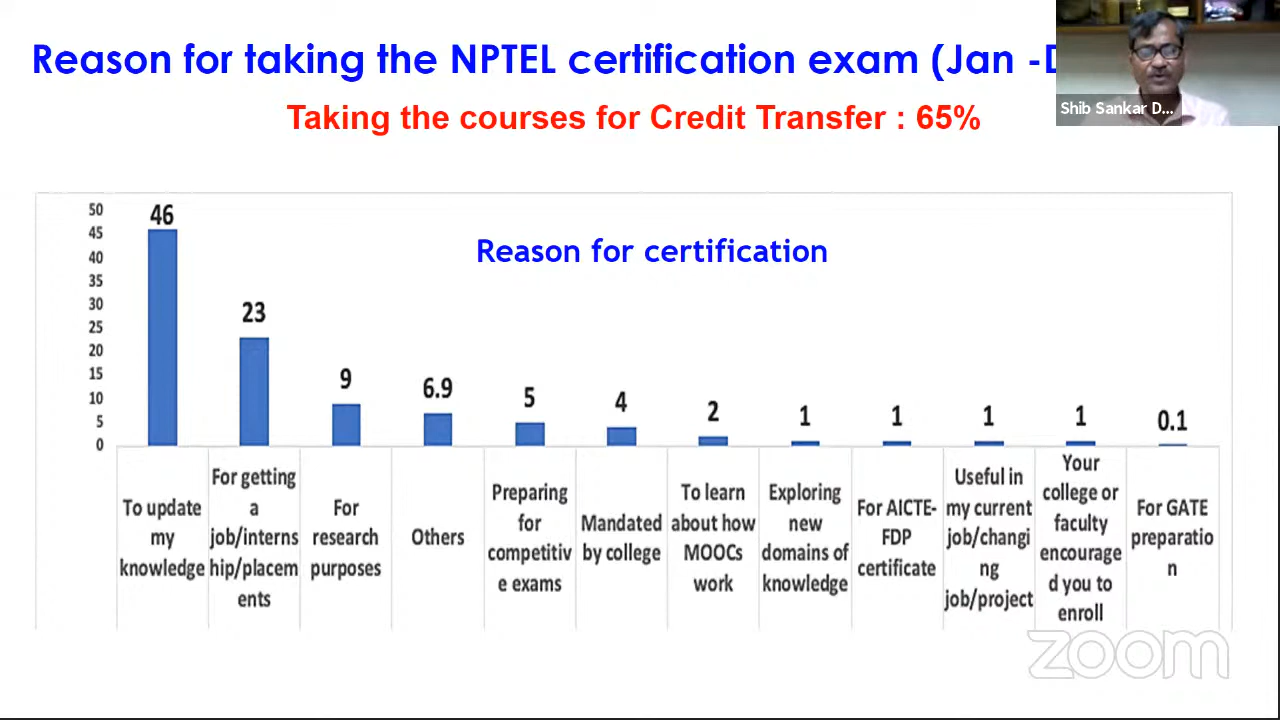 Reason for taking the NPTEL certification exam (Jan -
Shib Sankar D...
Taking the courses for Credit Transfer : 65%
Reason for certification
50
45
40
35
30
25
20
15
10
5
0
46
23
9
6.9
5
4
2
1
1
1
1
0.1
To update
my
knowledge
For getting
a
job/interns
hip/placem
ents
For
research
purposes
Others
Preparing
for
competitiv
e exams
Mandated
by college
To learn
about how
MOOCs
work
Exploring
new
domains of
knowledge
For AICTE-
FDP
certificate
Useful in
my current
job/changi
ng
job/project
Your
college or
faculty
encourage
d you to
enroll
For GATE
preparatio
n
zoom